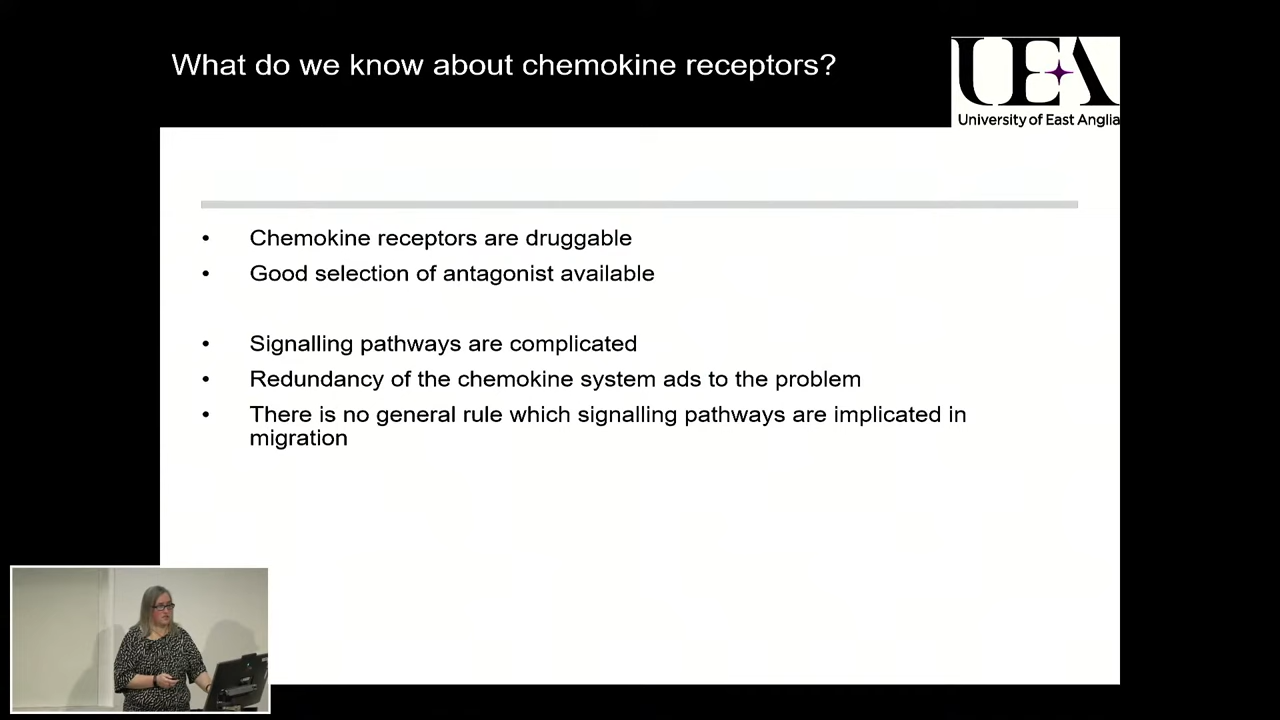 What do we know about chemokine receptors?
UEA
University of East Anglia
• Chemokine receptors are druggable
• Good selection of antagonist available
• Signalling pathways are complicated
• Redundancy of the chemokine system ads to the problem
• There is no general rule which signalling pathways are implicated in
migration